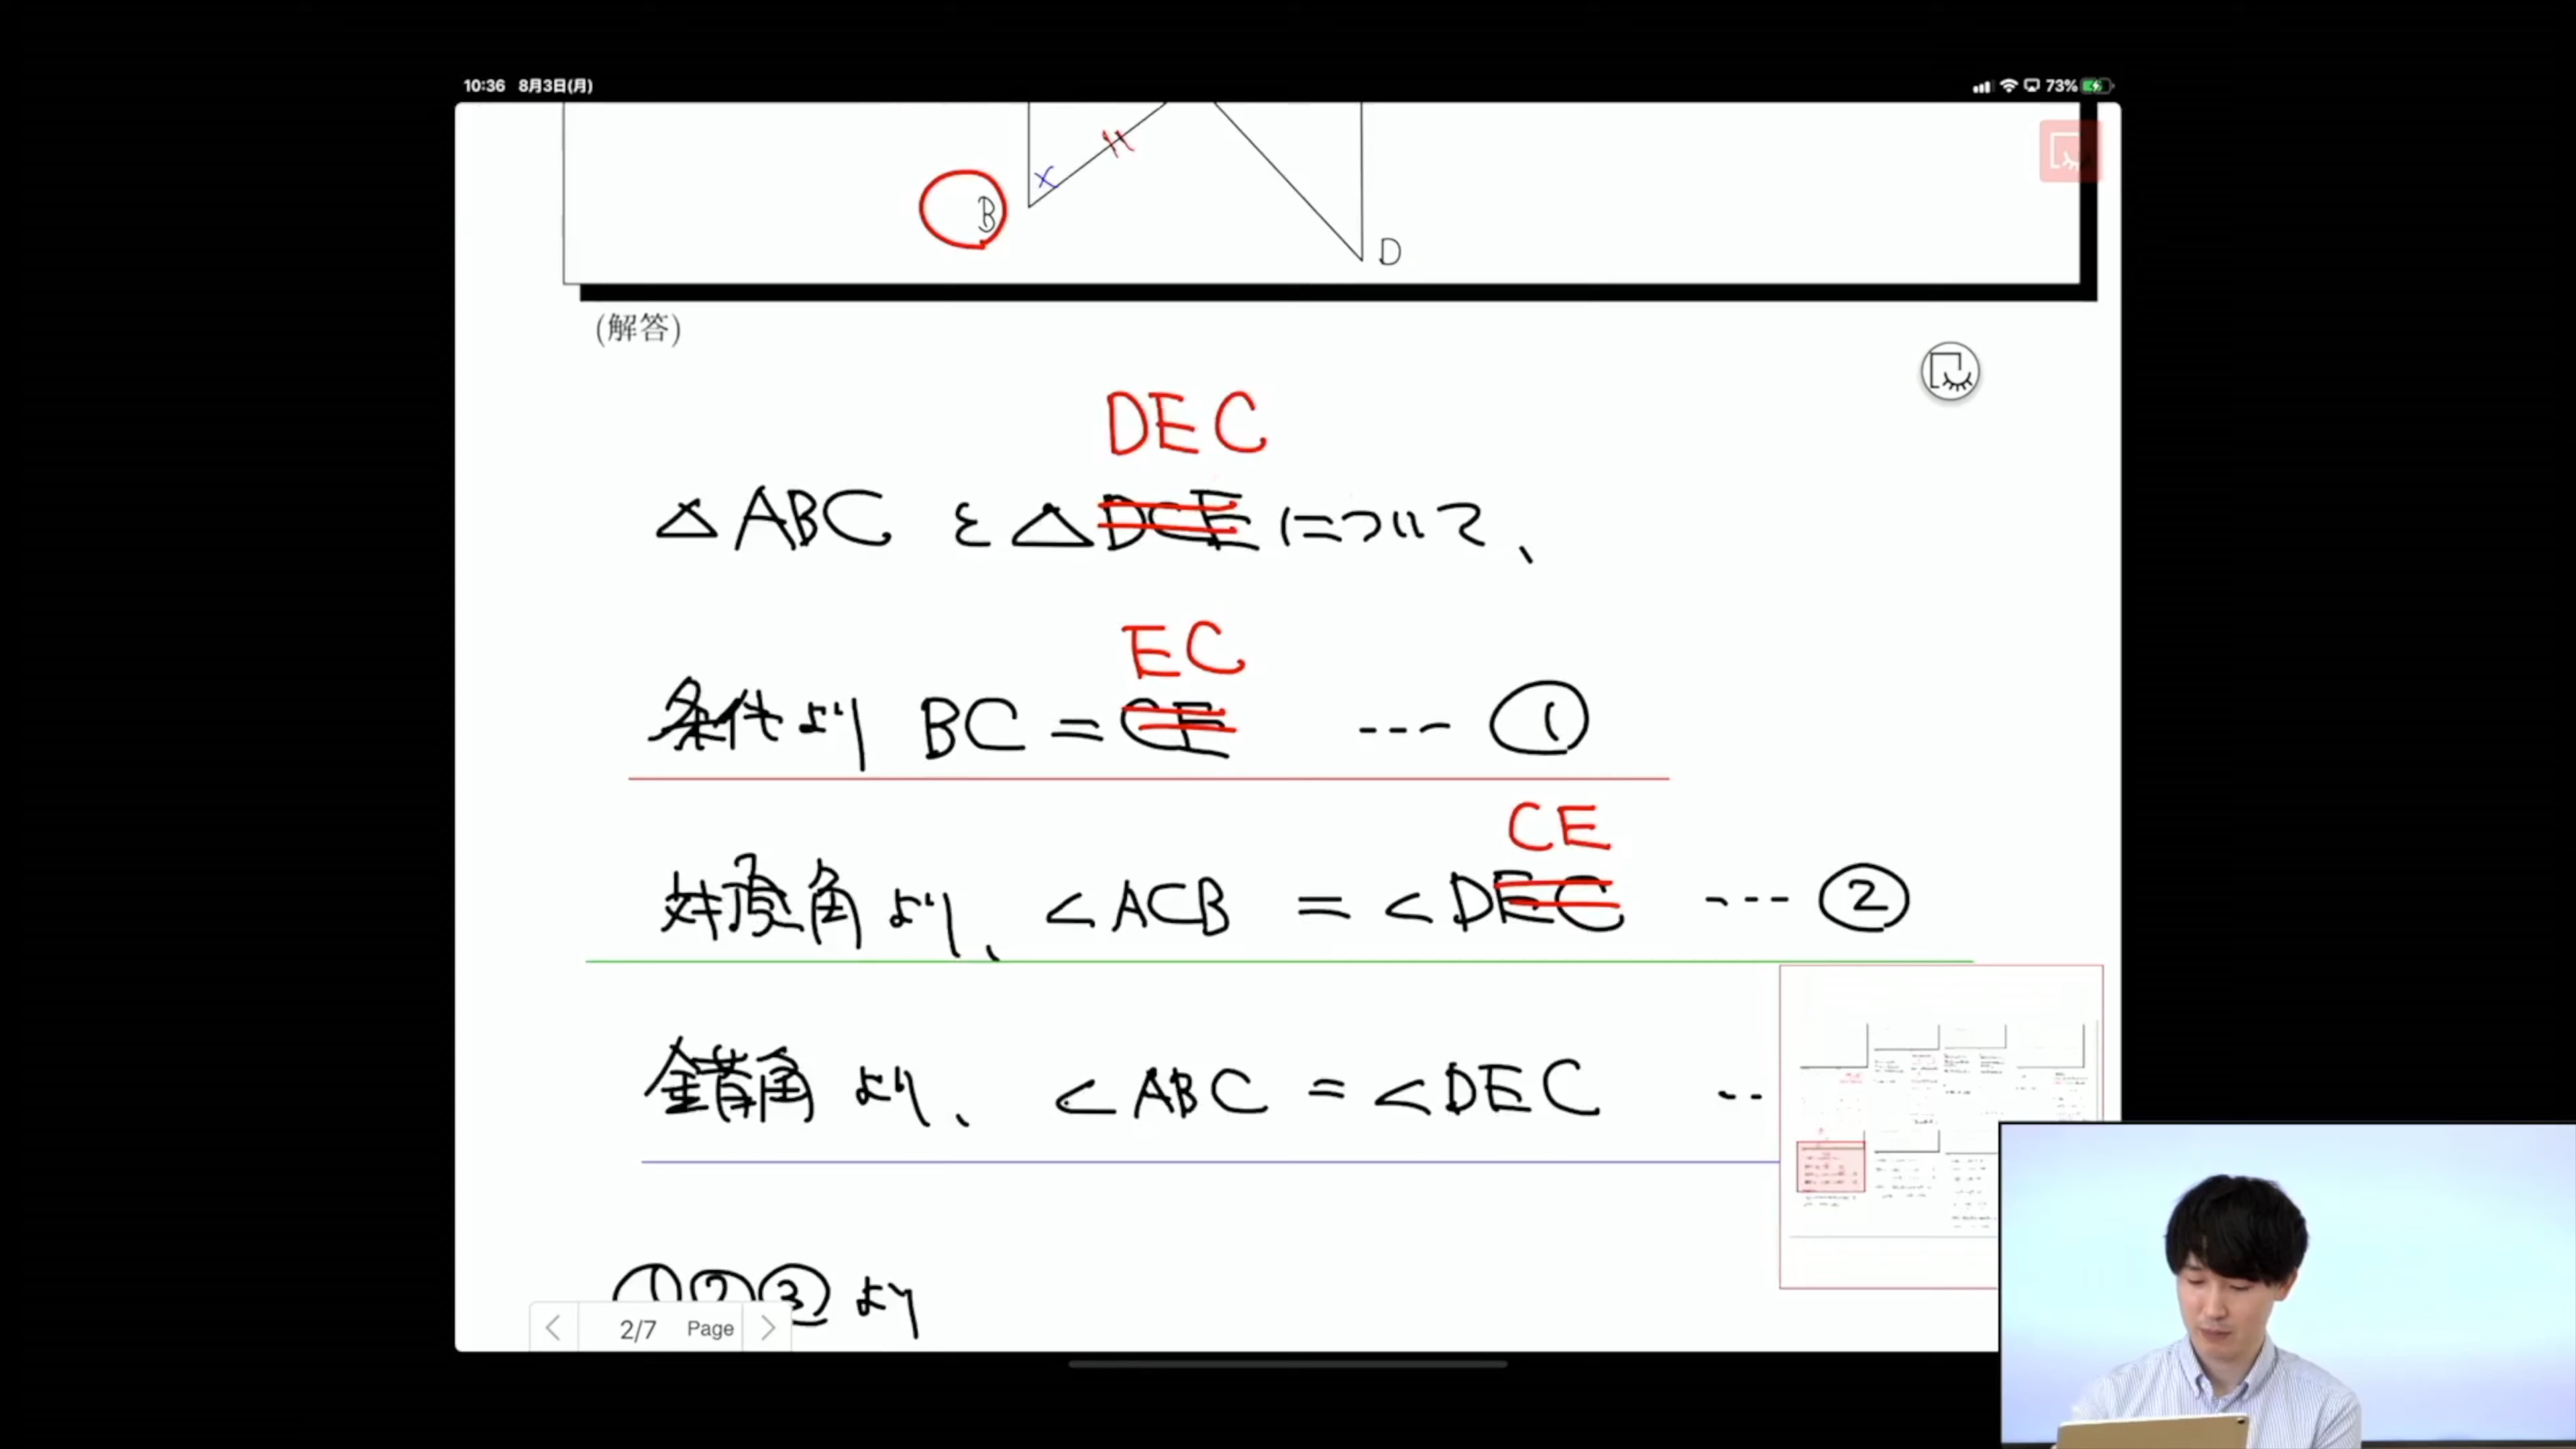 10:36 8月3日(月)
73%
B
D
(解答)
DEC
△ABC と △DCE について、
EC
条件より BC = CE ---- ①
CE
対頂角より、 <ACB = <DEC ---- ②
錯角より、 <ABC = <DEC --
①②③より
2/7 Page